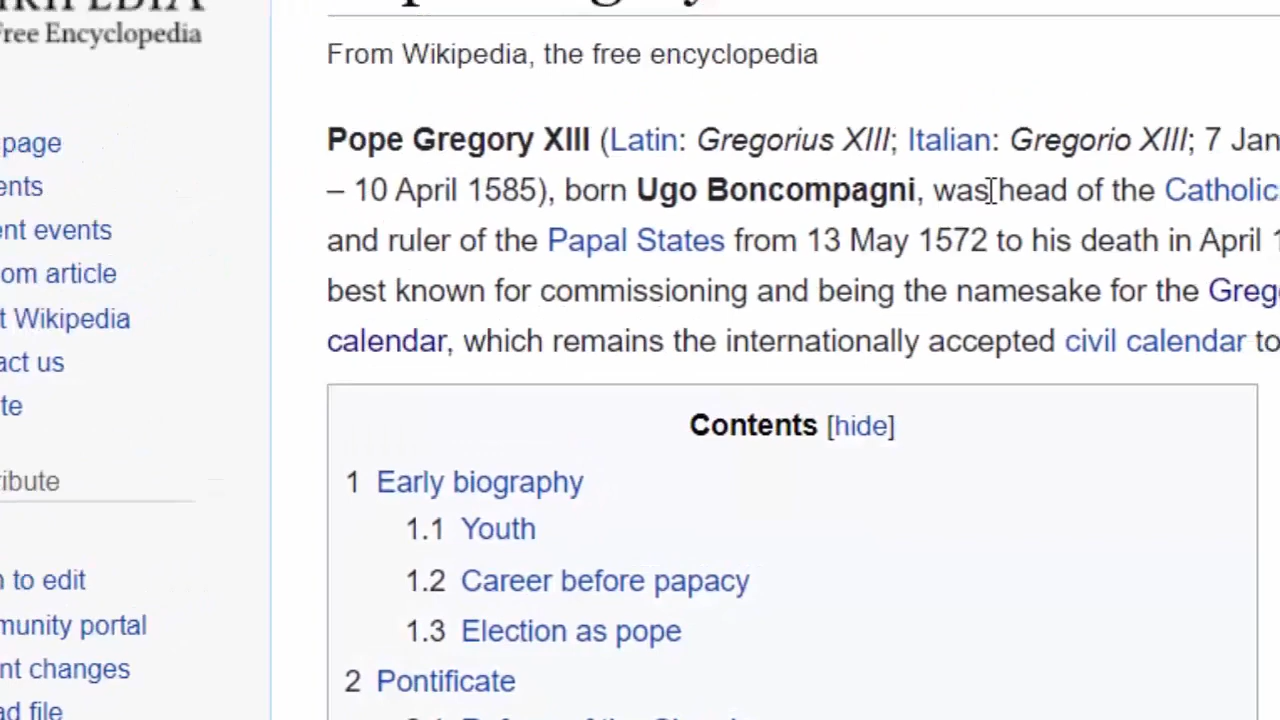 Free Encyclopedia
From Wikipedia, the free encyclopedia
Pope Gregory XIII (Latin: Gregorius XIII; Italian: Gregorio XIII; 7 Jan
– 10 April 1585), born Ugo Boncompagni, was head of the Catholic
and ruler of the Papal States from 13 May 1572 to his death in April 1
best known for commissioning and being the namesake for the Greg
calendar, which remains the internationally accepted civil calendar to
Contents [hide]
1 Early biography
1.1 Youth
1.2 Career before papacy
1.3 Election as pope
2 Pontificate
page
ents
ent events
om article
t Wikipedia
act us
te
ribute
n to edit
munity portal
nt changes
ad file